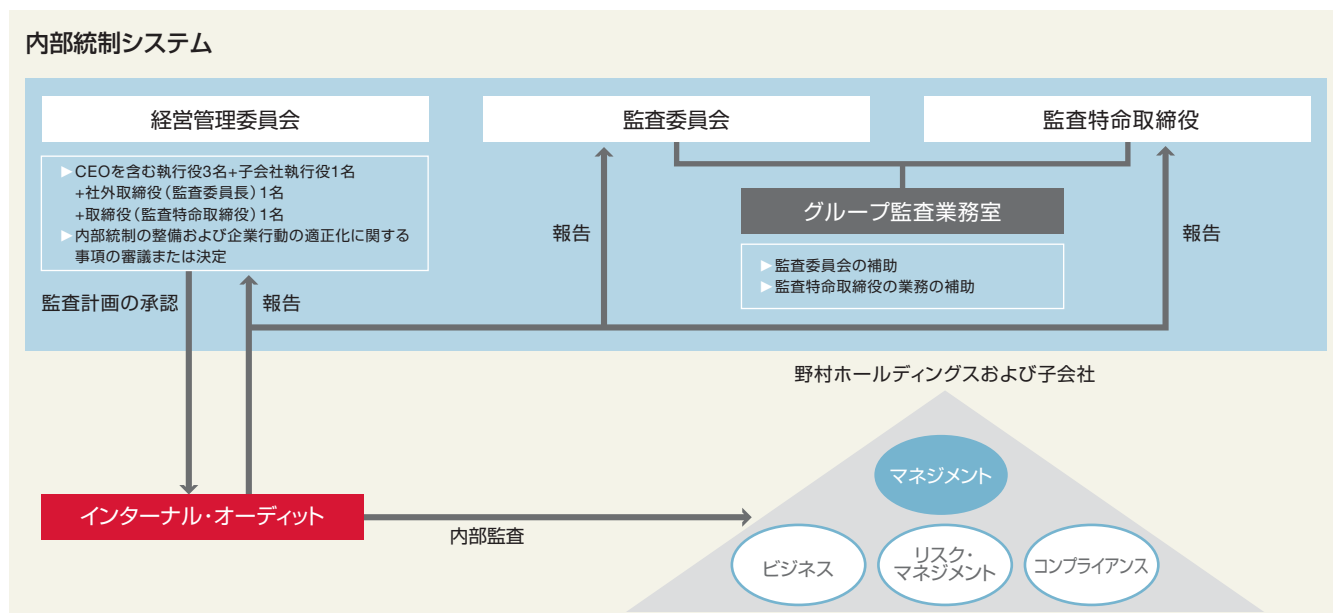 内部統制システム
経営管理委員会
▷CEOを含む執行役3名+子会社執行役1名
+社外取締役(監査委員長)1名
+取締役(監査特命取締役)1名
▷内部統制の整備および企業行動の適正化に関する
事項の審議または決定
監査委員会
監査特命取締役
グループ監査業務室
▷監査委員会の補助
▷監査特命取締役の業務の補助
報告
報告
監査計画の承認
報告
野村ホールディングスおよび子会社
マネジメント
インターナル・オーディット
内部監査
ビジネス
リスク・
マネジメント
コンプライアンス